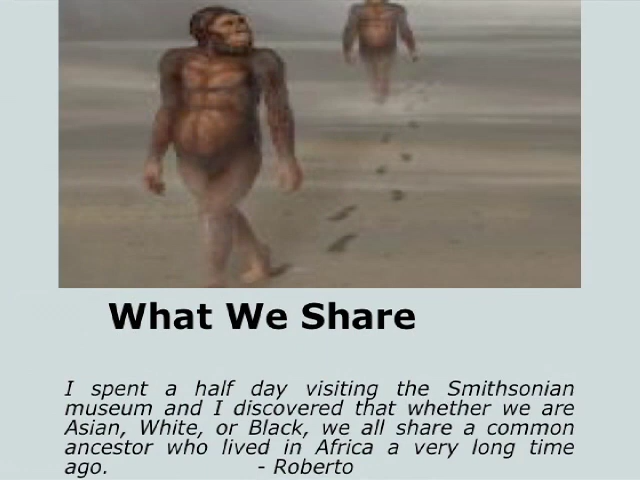 What We Share
I spent a half day visiting the Smithsonian
museum and I discovered that whether we are
Asian, White, or Black, we all share a common
ancestor who lived in Africa a very long time
ago. - Roberto